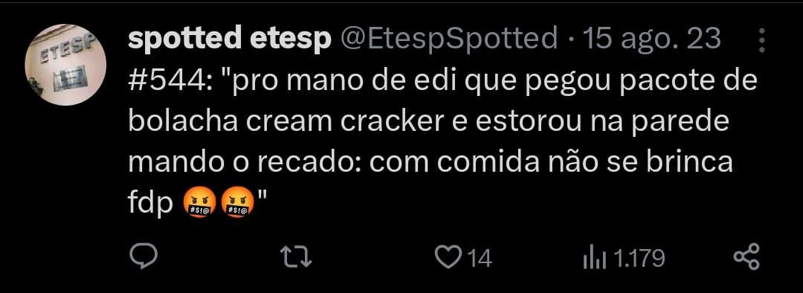 spotted etesp @EtespSpotted · 15 ago. 23
#544: "pro mano de edi que pegou pacote de
bolacha cream cracker e estorou na parede
mando o recado: com comida não se brinca
fdp 🤬🤬"
14 1.179
ETESP